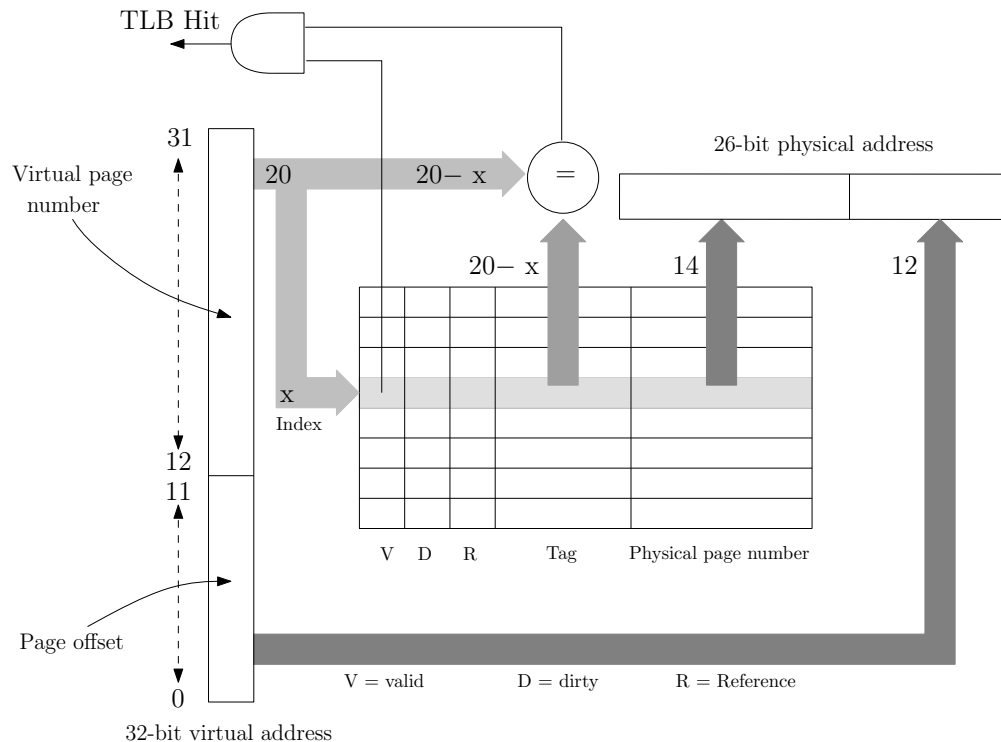 TLB Hit
31
26-bit physical address
Virtual page
number
20
20− x
=
20− x
14
12
x
Index
12
11
V
D
R
Tag
Physical page number
Page offset
V = valid
D = dirty
R = Reference
0
32-bit virtual address